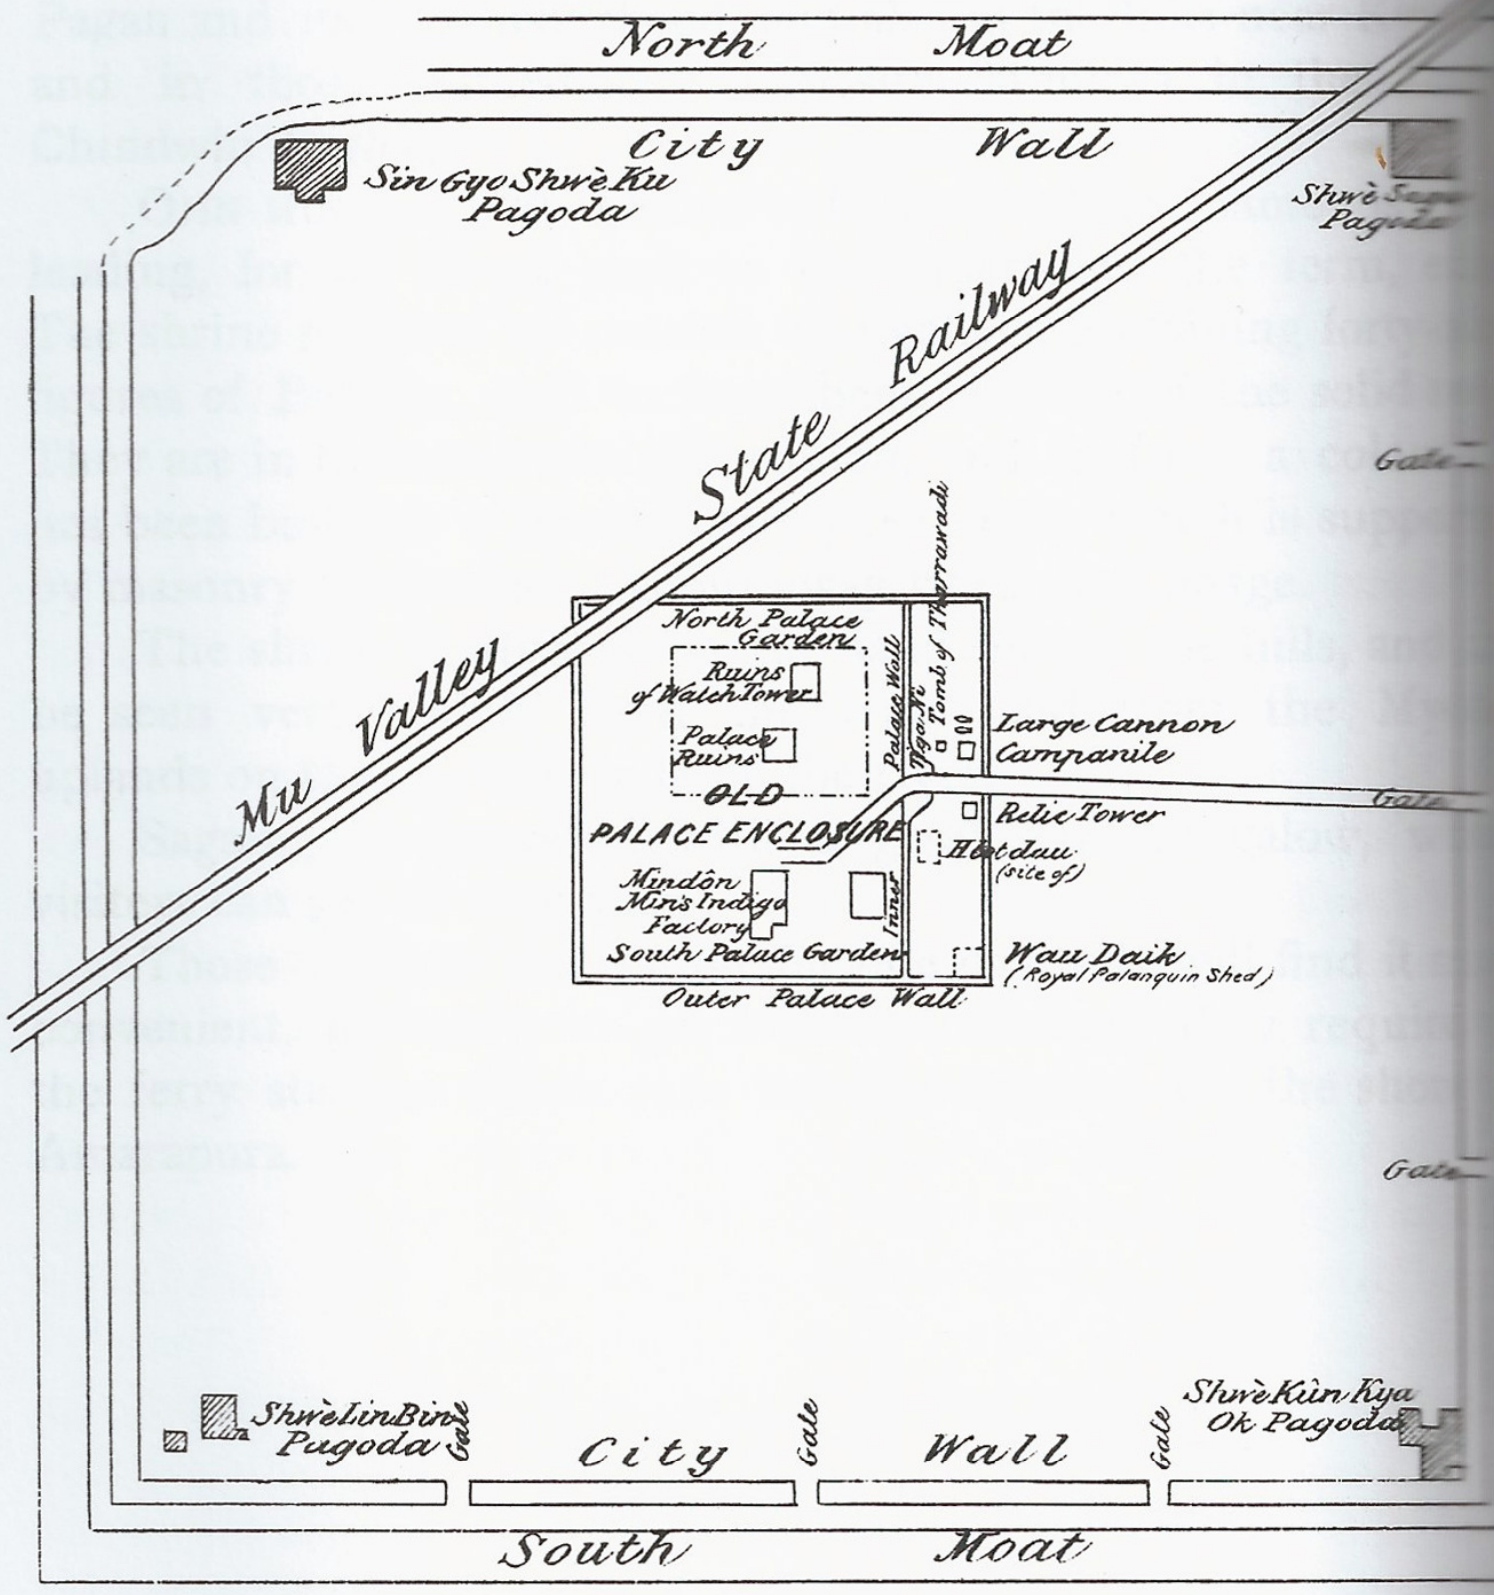 North Moat
City Wall
Sin Gyo Shwè Ku
Pagoda
Shwè
Pagoda
Mu Valley State Railway
Gate
North Palace
Garden
Ruins
of Watch Tower
Palace
Ruins
OLD
PALACE ENCLOSURE
Mindôn
Min's Indigo
Factory
South Palace Garden
Inner Palace Wall
Tomb of Tharrawadi
Large Cannon
Campanile
Gate
Relic Tower
(site of)
Wau Daik
(Royal Palanquin Shed)
Outer Palace Wall
Gate
Shwè Lin Bin
Pagoda
Gate
Gate
Gate
Shwè Kûn Kya
Ok Pagoda
City Wall
South Moat